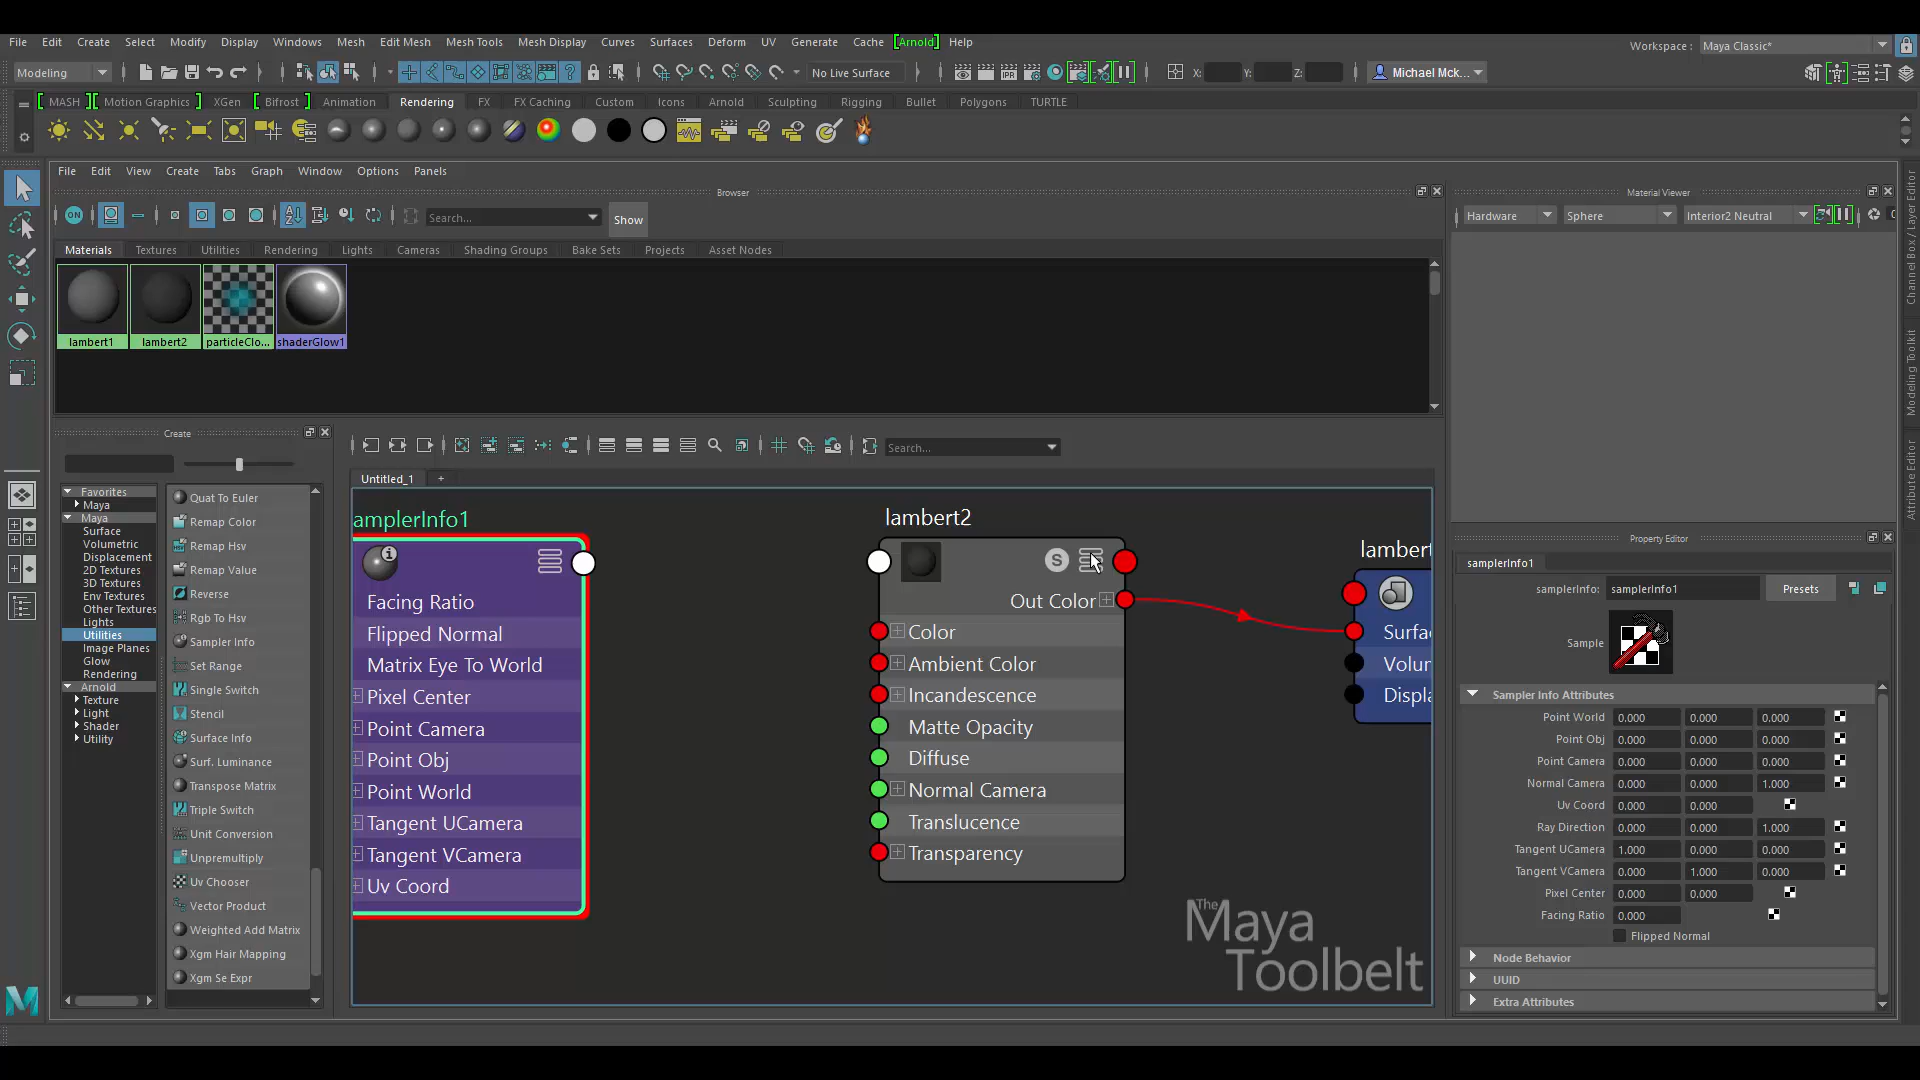 File Edit Create Select Modify Display Windows Mesh Edit Mesh Mesh Tools Mesh Display Curves Surfaces Deform UV Generate Cache [Arnold] Help
Workspace : Maya Classic*
Modeling No Live Surface X: Y: Z: Michael Mck...
MASH Motion Graphics XGen Bifrost Animation Rendering FX FX Caching Custom Icons Arnold Sculpting Rigging Bullet Polygons TURTLE
IPR
File Edit View Create Tabs Graph Window Options Panels
Browser
Material Viewer
ON Search... Show
Hardware Sphere Interior2 Neutral
Materials Textures Utilities Rendering Lights Cameras Shading Groups Bake Sets Projects Asset Nodes
lambert1 lambert2 particleClo... shaderGlow1
Channel Box / Layer Editor
Modeling Toolkit
Attribute Editor
Create
Search...
Untitled_1 +
Favorites
Maya
Maya
Surface
Volumetric
Displacement
2D Textures
3D Textures
Env Textures
Other Textures
Lights
Utilities
Image Planes
Glow
Rendering
Arnold
Texture
Light
Shader
Utility
Quat To Euler
Remap Color
Remap Hsv
Remap Value
Reverse
Rgb To Hsv
Sampler Info
Set Range
Single Switch
Stencil
Surface Info
Surf. Luminance
Transpose Matrix
Triple Switch
Unit Conversion
Unpremultiply
Uv Chooser
Vector Product
Weighted Add Matrix
Xgm Hair Mapping
Xgm Se Expr
amplerInfo1
Facing Ratio
Flipped Normal
Matrix Eye To World
Pixel Center
Point Camera
Point Obj
Point World
Tangent UCamera
Tangent VCamera
Uv Coord
lambert2
S
Out Color
Color
Ambient Color
Incandescence
Matte Opacity
Diffuse
Normal Camera
Translucence
Transparency
lambert
Surfa
Volu
Displa
The
Maya
Toolbelt
Property Editor
samplerInfo1
samplerInfo: samplerInfo1 Presets
Sample
Sampler Info Attributes
Point World 0.000 0.000 0.000
Point Obj 0.000 0.000 0.000
Point Camera 0.000 0.000 0.000
Normal Camera 0.000 0.000 1.000
Uv Coord 0.000 0.000
Ray Direction 0.000 0.000 1.000
Tangent UCamera 1.000 0.000 0.000
Tangent VCamera 0.000 1.000 0.000
Pixel Center 0.000 0.000
Facing Ratio 0.000
Flipped Normal
Node Behavior
UUID
Extra Attributes
M